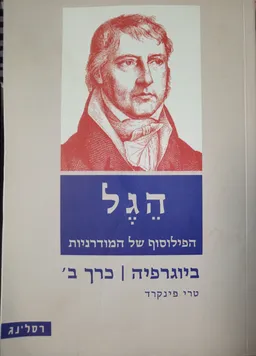 הֵגֶל
הפילוסוף של המודרניות
ביוגרפיה | כרך ב׳
טרי פינקרד
רסלינג